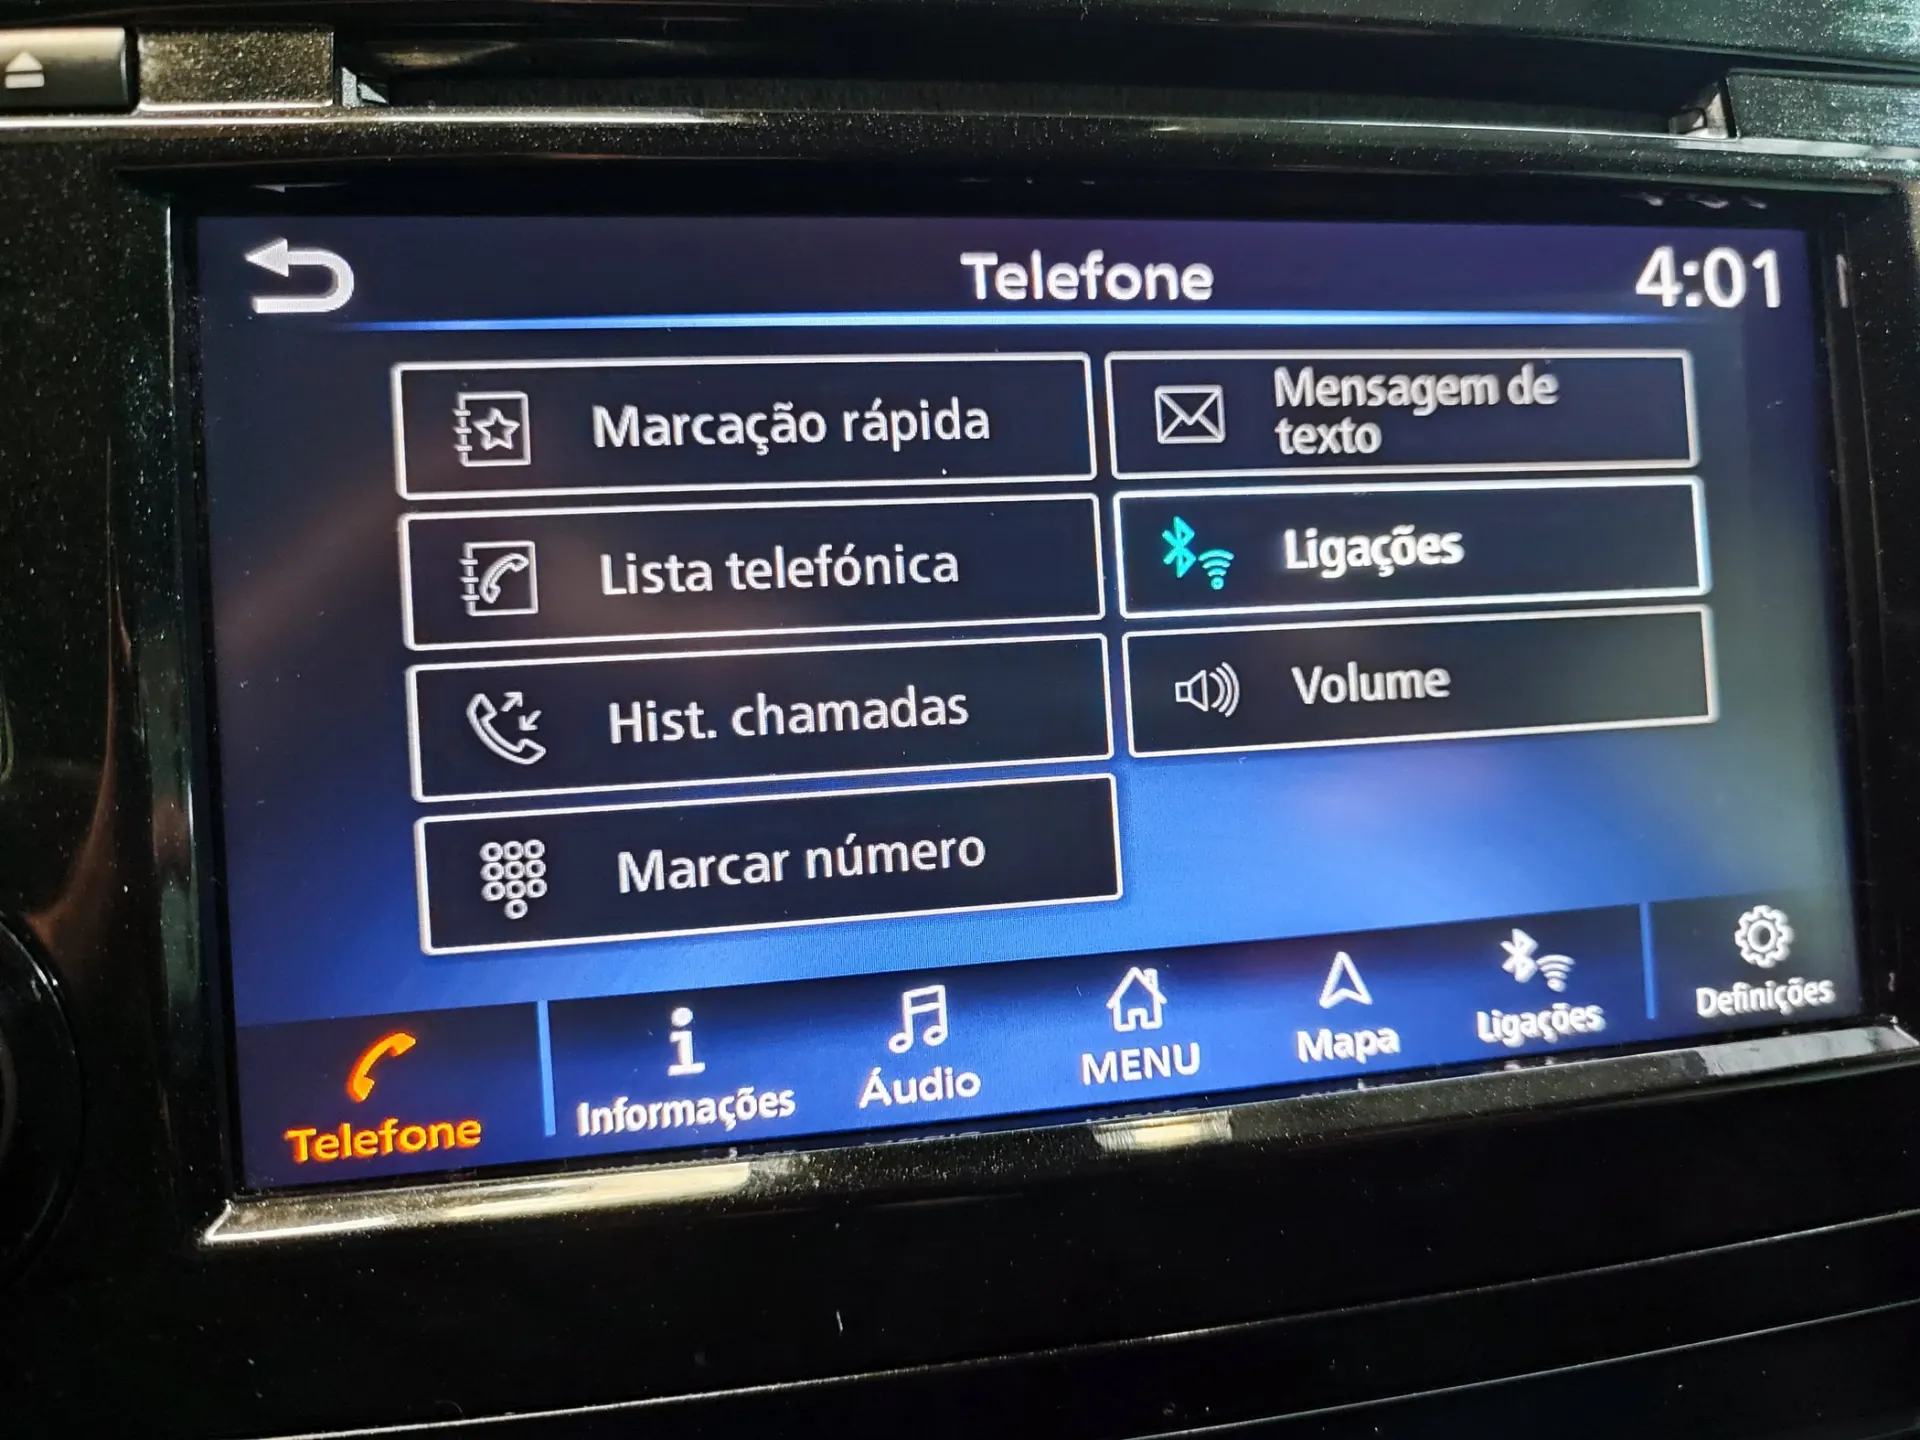 Telefone
4:01
Marcação rápida
Mensagem de
texto
Lista telefónica
Ligações
Hist. chamadas
Volume
Marcar número
Telefone
Informações
Áudio
MENU
Mapa
Ligações
Definições